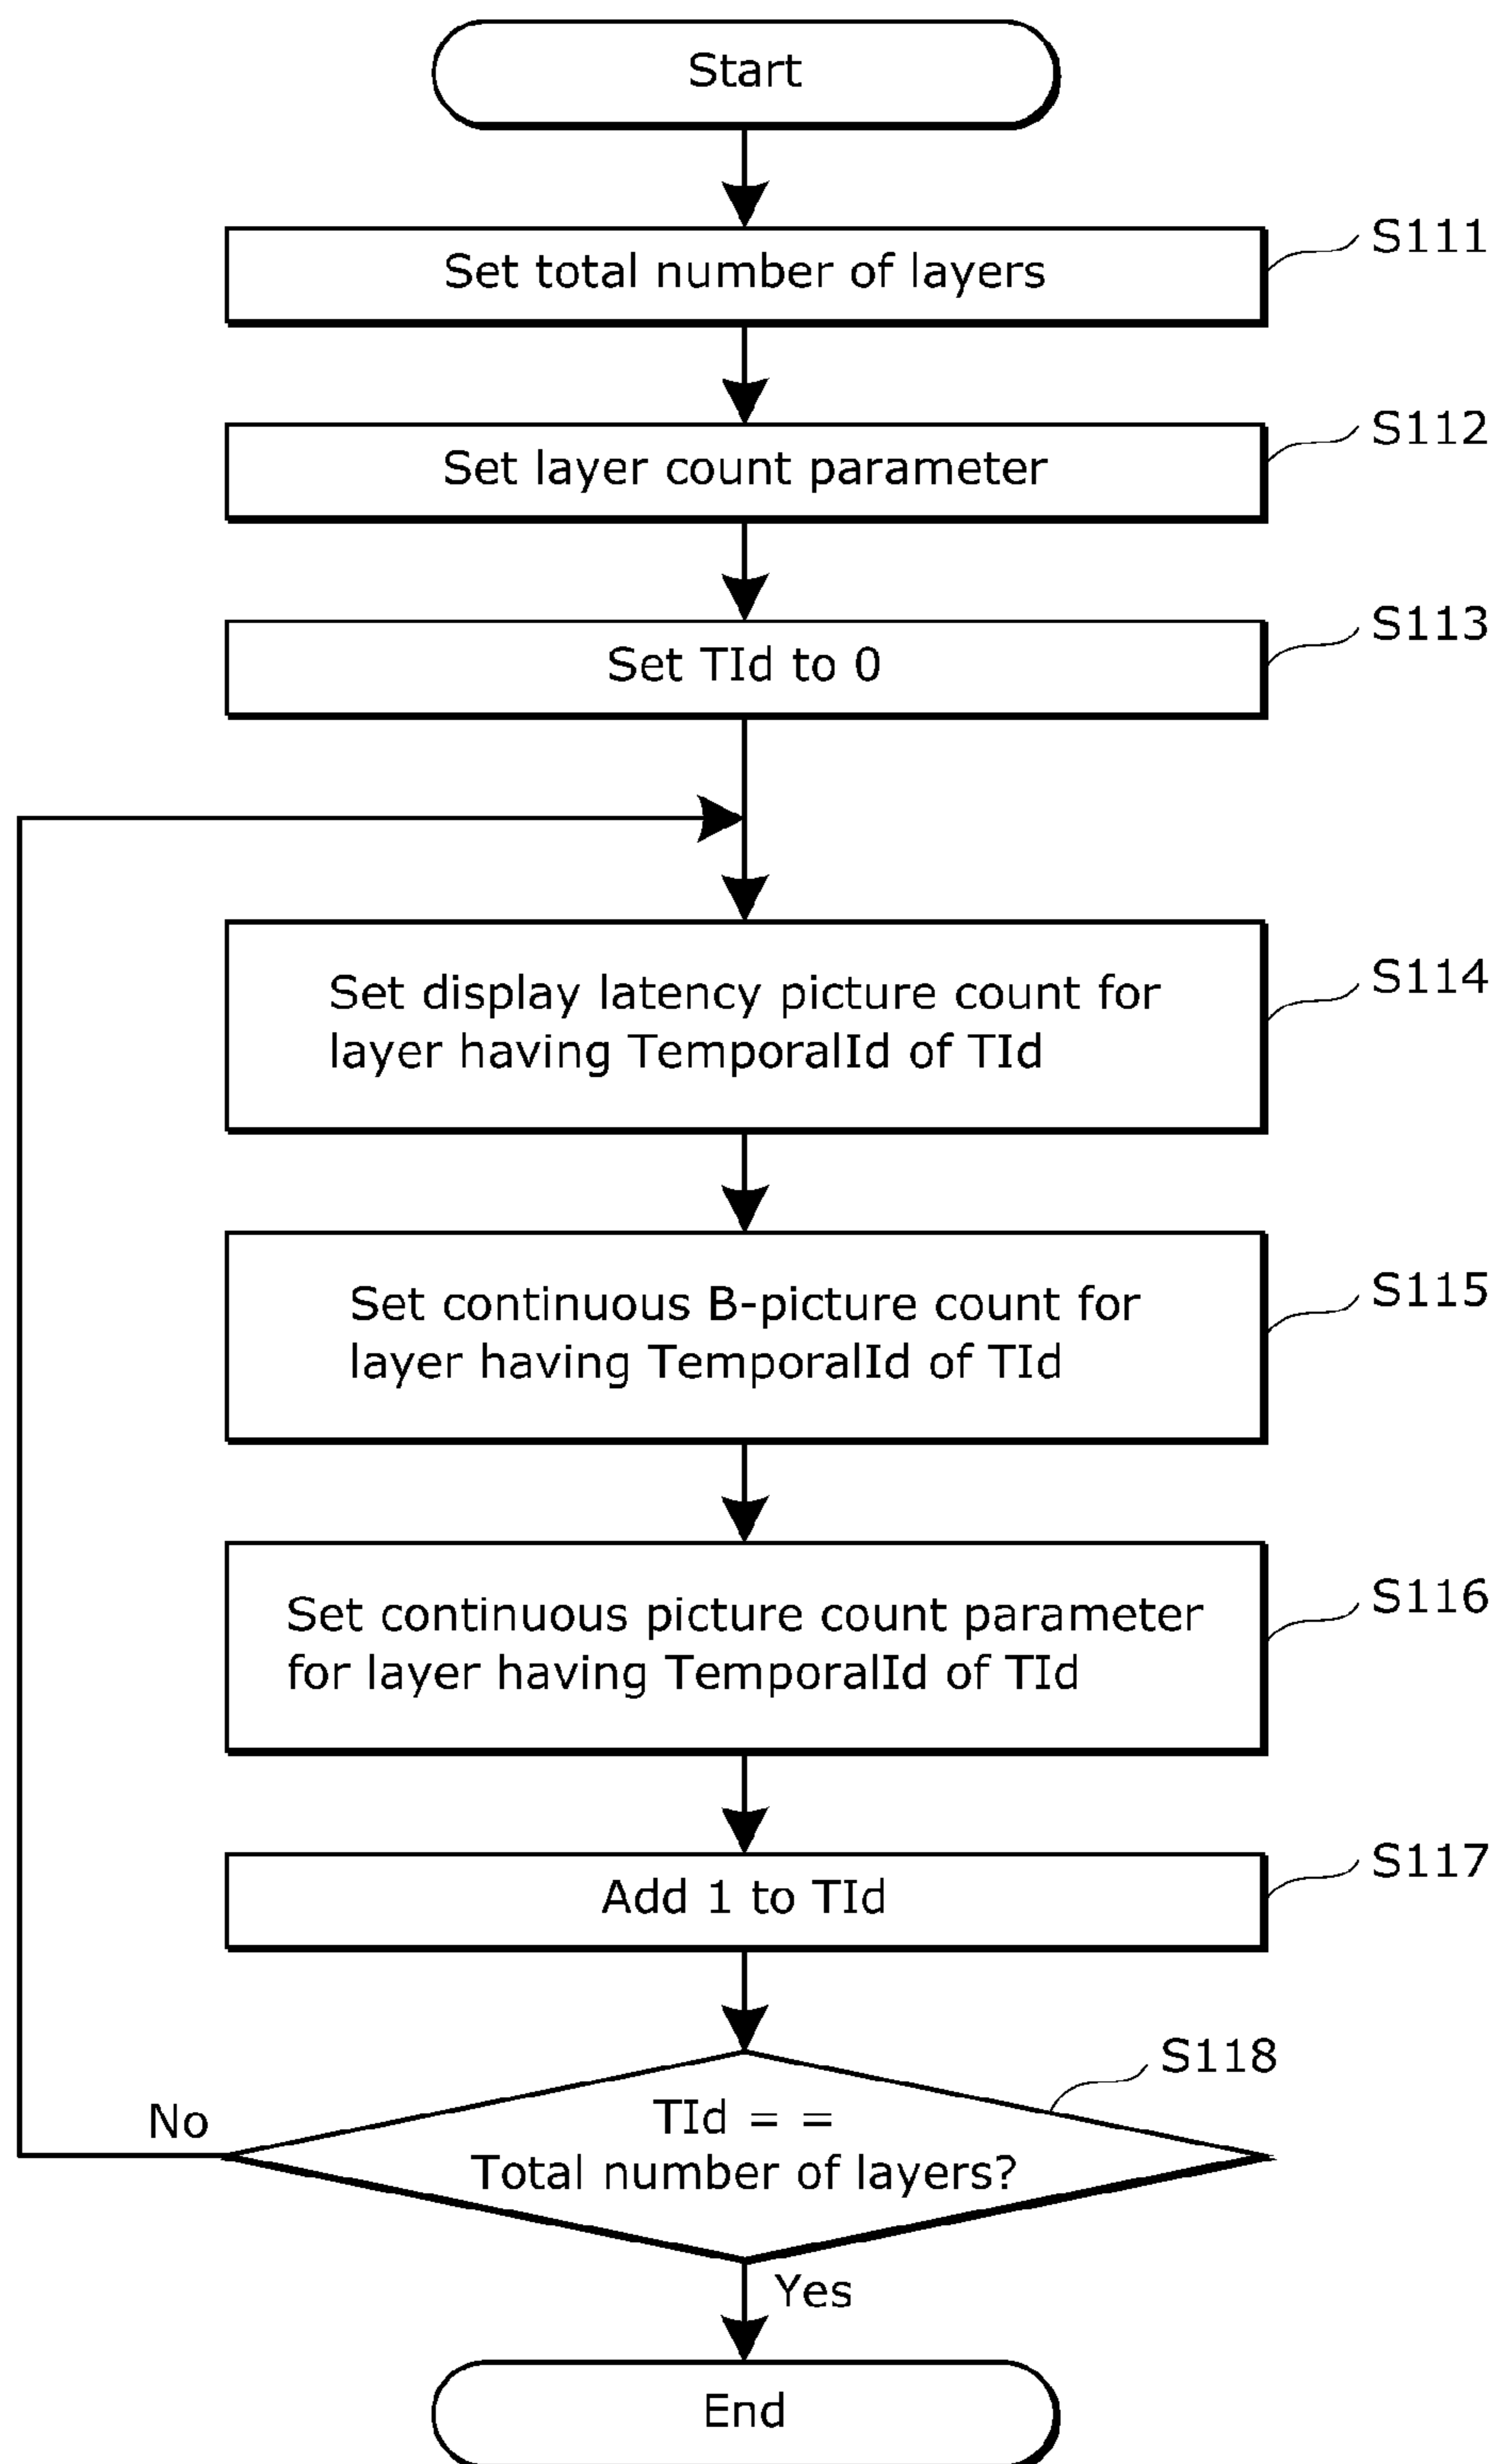 Start
Set total number of layers
S111
Set layer count parameter
S112
Set TId to 0
S113
Set display latency picture count for
layer having TemporalId of TId
S114
Set continuous B-picture count for
layer having TemporalId of TId
S115
Set continuous picture count parameter
for layer having TemporalId of TId
S116
Add 1 to TId
S117
S118
TId = =
Total number of layers?
No
Yes
End